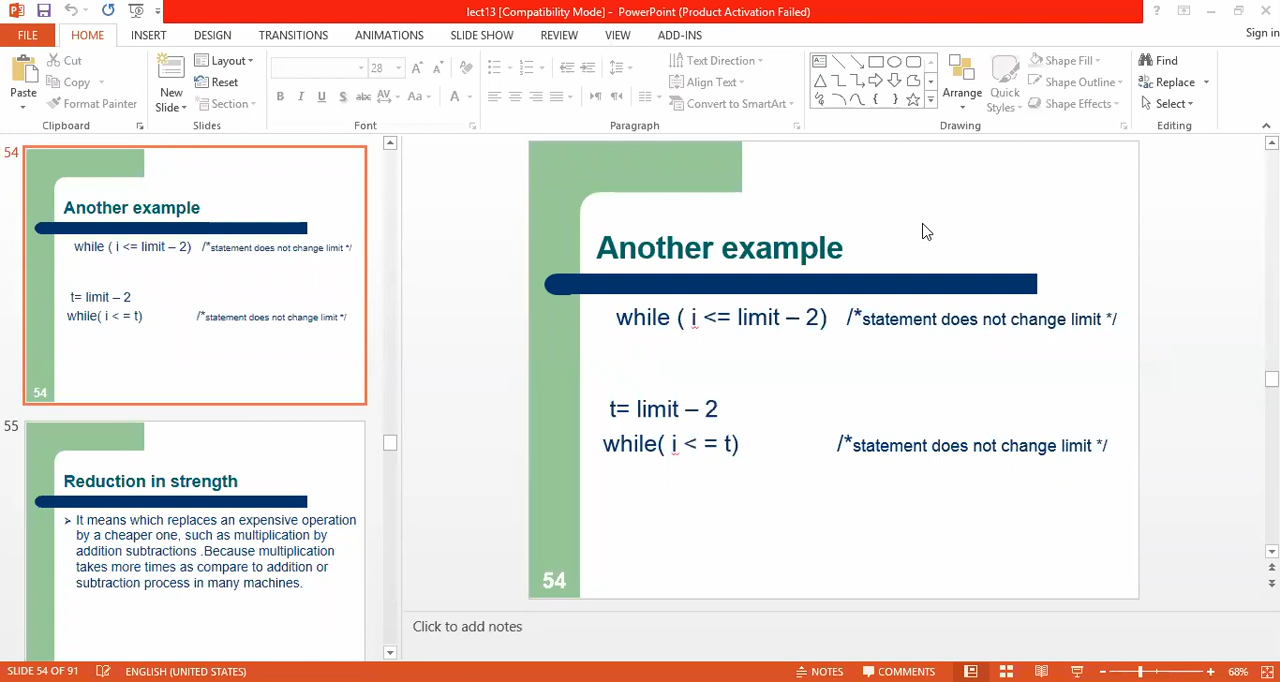 lect13 [Compatibility Mode] - PowerPoint (Product Activation Failed)
FILE HOME INSERT DESIGN TRANSITIONS ANIMATIONS SLIDE SHOW REVIEW VIEW ADD-INS Sign in
Paste
Cut
Copy
Format Painter
Clipboard
New
Slide
Layout
Reset
Section
Slides
28
Font
Text Direction
Align Text
Convert to SmartArt
Paragraph
Arrange
Quick
Styles
Shape Fill
Shape Outline
Shape Effects
Drawing
Find
Replace
Select
Editing
54
Another example
while ( i <= limit – 2) /*statement does not change limit */
t= limit – 2
while( i < = t) /*statement does not change limit */
54
55
Reduction in strength
➢ It means which replaces an expensive operation
by a cheaper one, such as multiplication by
addition subtractions .Because multiplication
takes more times as compare to addition or
subtraction process in many machines.
Another example
while ( i <= limit – 2) /*statement does not change limit */
t= limit – 2
while( i < = t) /*statement does not change limit */
54
Click to add notes
SLIDE 54 OF 91 ENGLISH (UNITED STATES) NOTES COMMENTS 68%